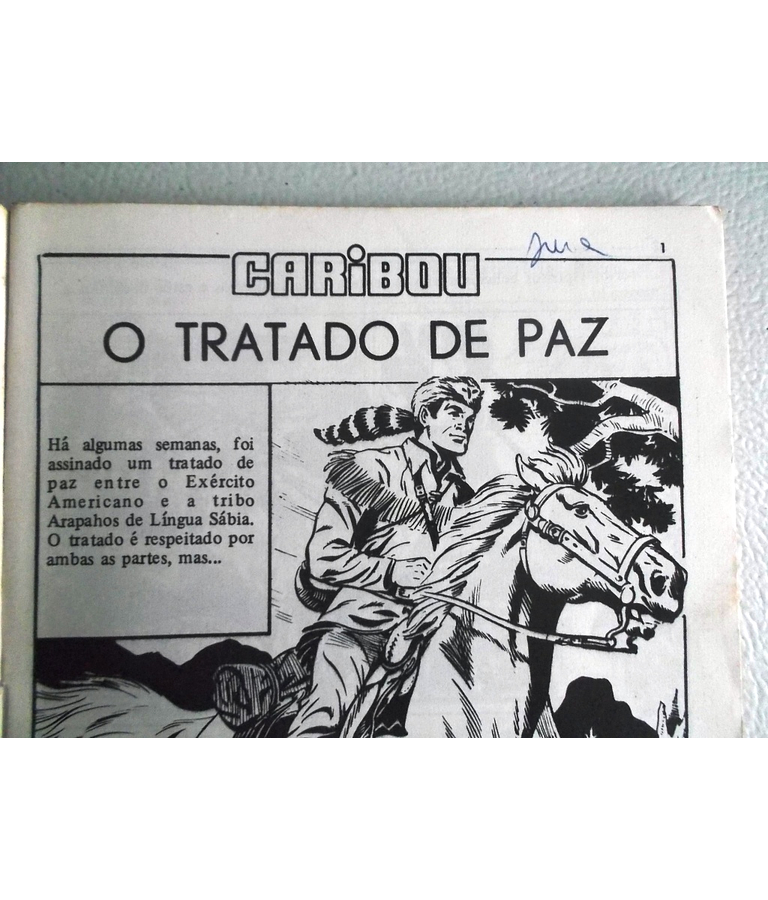 1
CARiBOU
O TRATADO DE PAZ
Há algumas semanas, foi
assinado um tratado de
paz entre o Exército
Americano e a tribo
Arapahos de Língua Sábia.
O tratado é respeitado por
ambas as partes, mas...